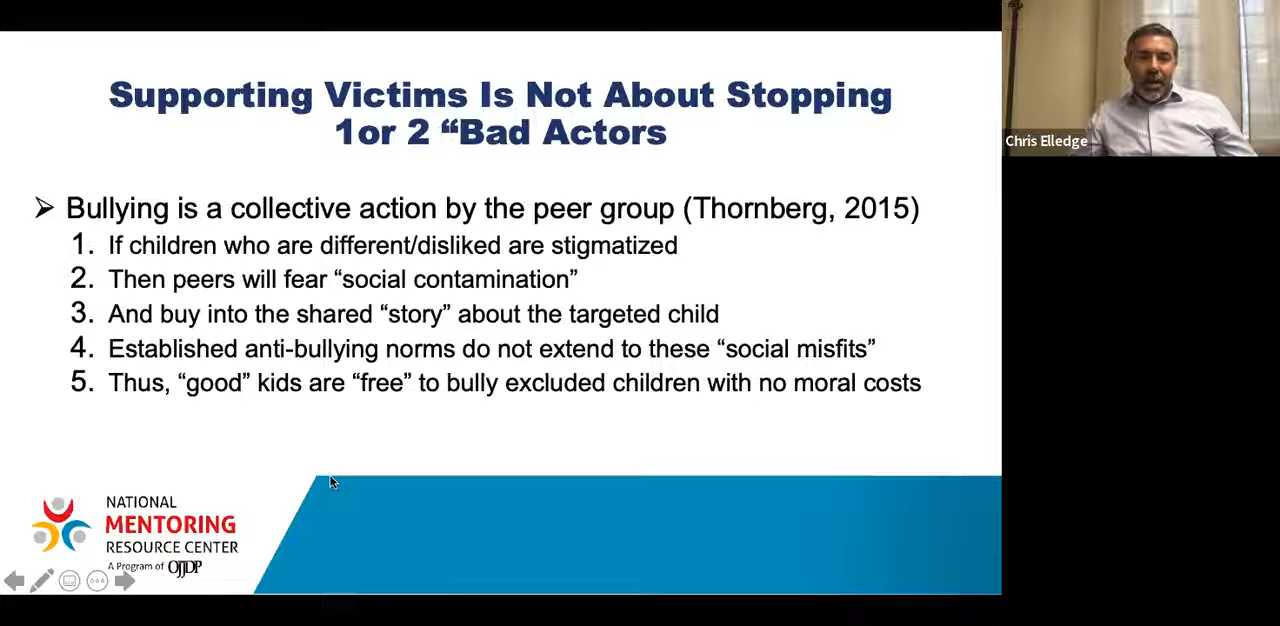 Supporting Victims Is Not About Stopping
1or 2 “Bad Actors
➢ Bullying is a collective action by the peer group (Thornberg, 2015)
1. If children who are different/disliked are stigmatized
2. Then peers will fear “social contamination”
3. And buy into the shared “story” about the targeted child
4. Established anti-bullying norms do not extend to these “social misfits”
5. Thus, “good” kids are “free” to bully excluded children with no moral costs
NATIONAL
MENTORING
RESOURCE CENTER
A Program of OJJDP
Chris Elledge